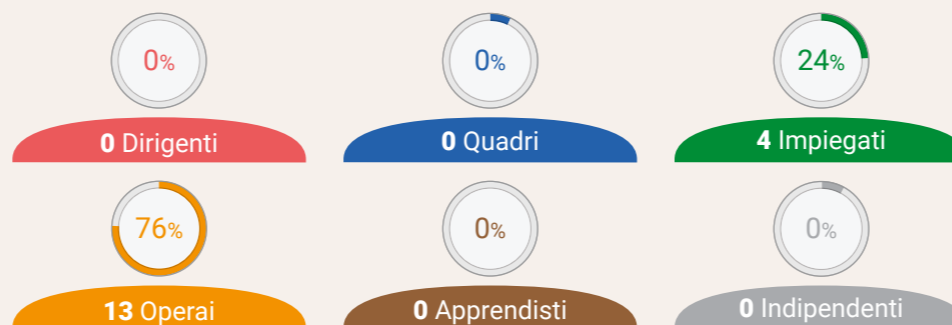 0%
0%
24%
0 Dirigenti
0 Quadri
4 Impiegati
76%
0%
0%
13 Operai
0 Apprendisti
0 Indipendenti